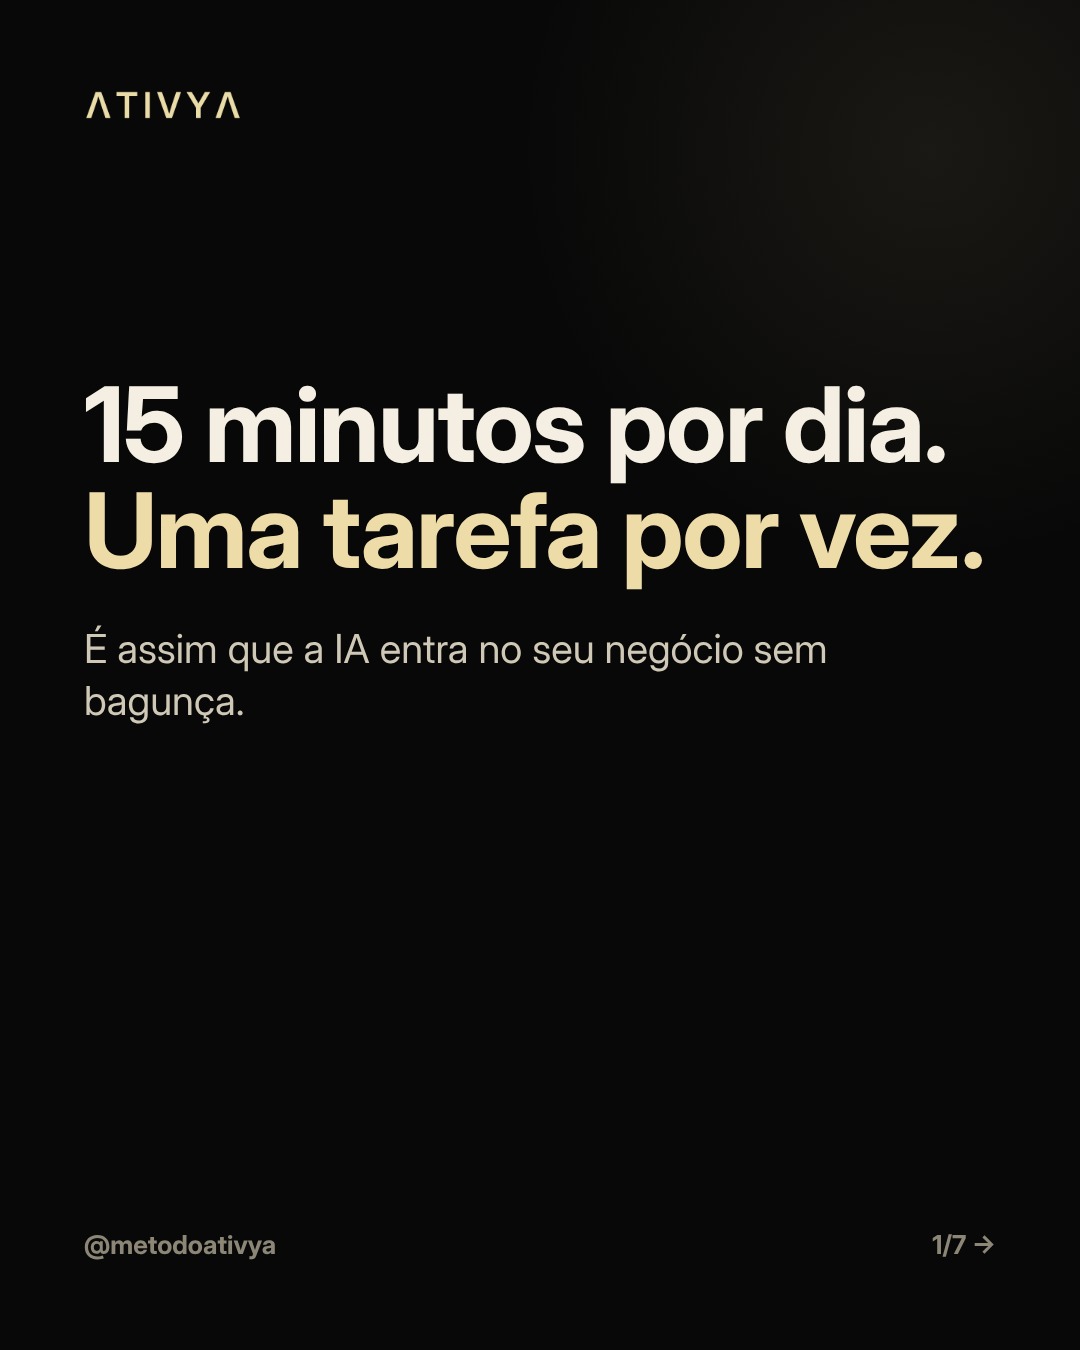 ATIVYA
15 minutos por dia.
Uma tarefa por vez.
É assim que a IA entra no seu negócio sem
bagunça.
@metodoativya
1/7 →